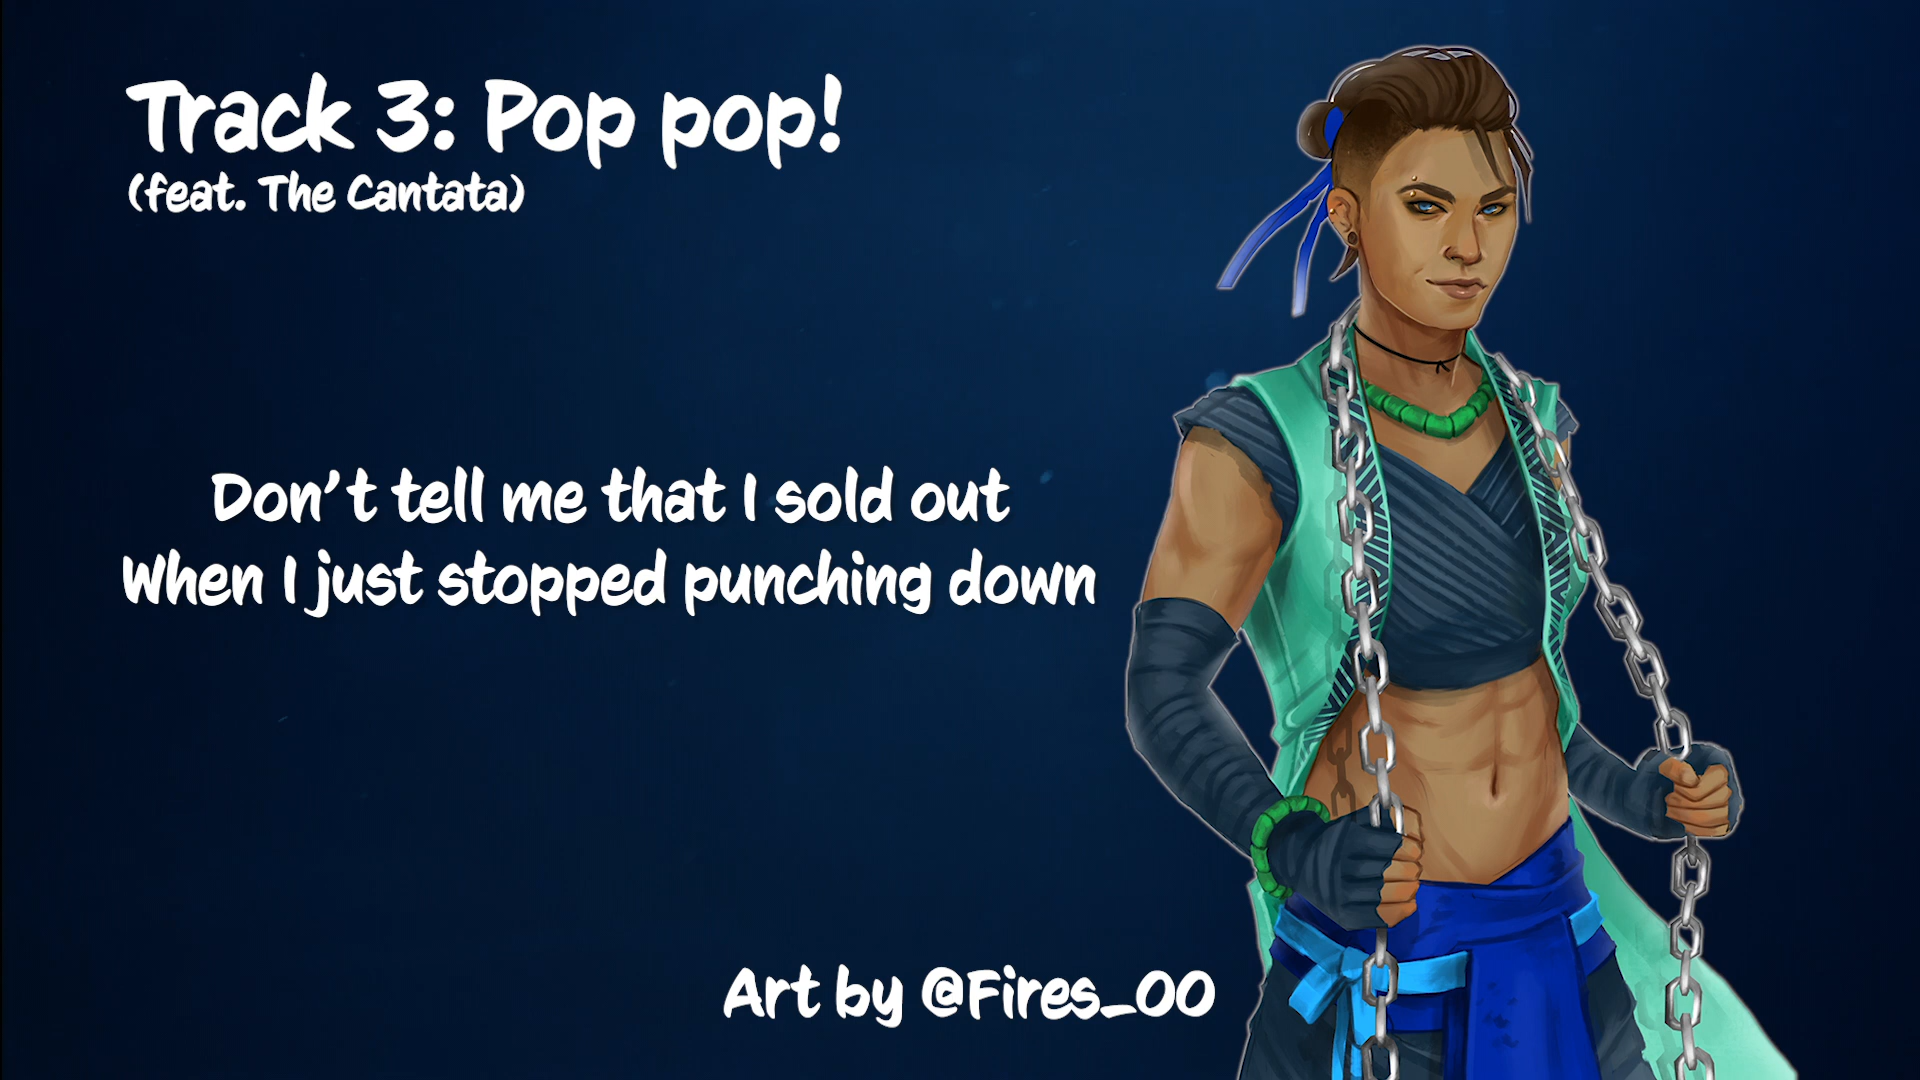 Track 3: Pop pop!
(feat. The Cantata)
Don't tell me that I sold out
When I just stopped punching down
Art by @Fires_00